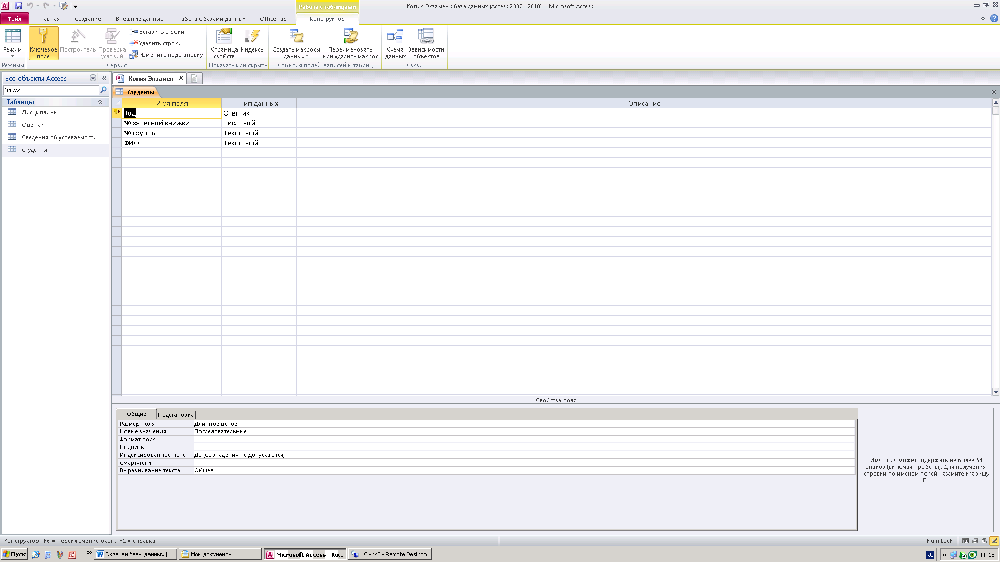 Работа с таблицами
Копия Экзамен : база данных (Access 2007 - 2010)  -  Microsoft Access
Файл
Главная
Создание
Внешние данные
Работа с базами данных
Office Tab
Конструктор
Режим
Ключевое
поле
Построитель
Проверка
условий
Вставить строки
Удалить строки
Изменить подстановку
Страница
свойств
Индексы
Создать макросы
данных
Переименовать
или удалить макрос
Схема
данных
Зависимости
объектов
Режимы
Сервис
Показать или скрыть
События полей, записей и таблиц
Связи
Все объекты Access
Поиск...
Таблицы
Дисциплины
Оценки
Сведения об успеваемости
Студенты
Копия Экзамен
Студенты
Имя поля
Тип данных
Описание
Код
Счетчик
№ зачетной книжки
Числовой
№ группы
Текстовый
ФИО
Текстовый
Свойства поля
Общие
Подстановка
Размер поля
Длинное целое
Новые значения
Последовательные
Формат поля
Подпись
Индексированное поле
Да (Совпадения не допускаются)
Смарт-теги
Выравнивание текста
Общее
Имя поля может содержать не более 64
знаков (включая пробелы). Для получения
справки по именам полей нажмите клавишу
F1.
Конструктор.  F6 = переключение окон.  F1 = справка.
Num Lock
Пуск
Экзамен базы данных [...
Мои документы
Microsoft Access - Ко...
1C - ts2 - Remote Desktop
RU
11:15